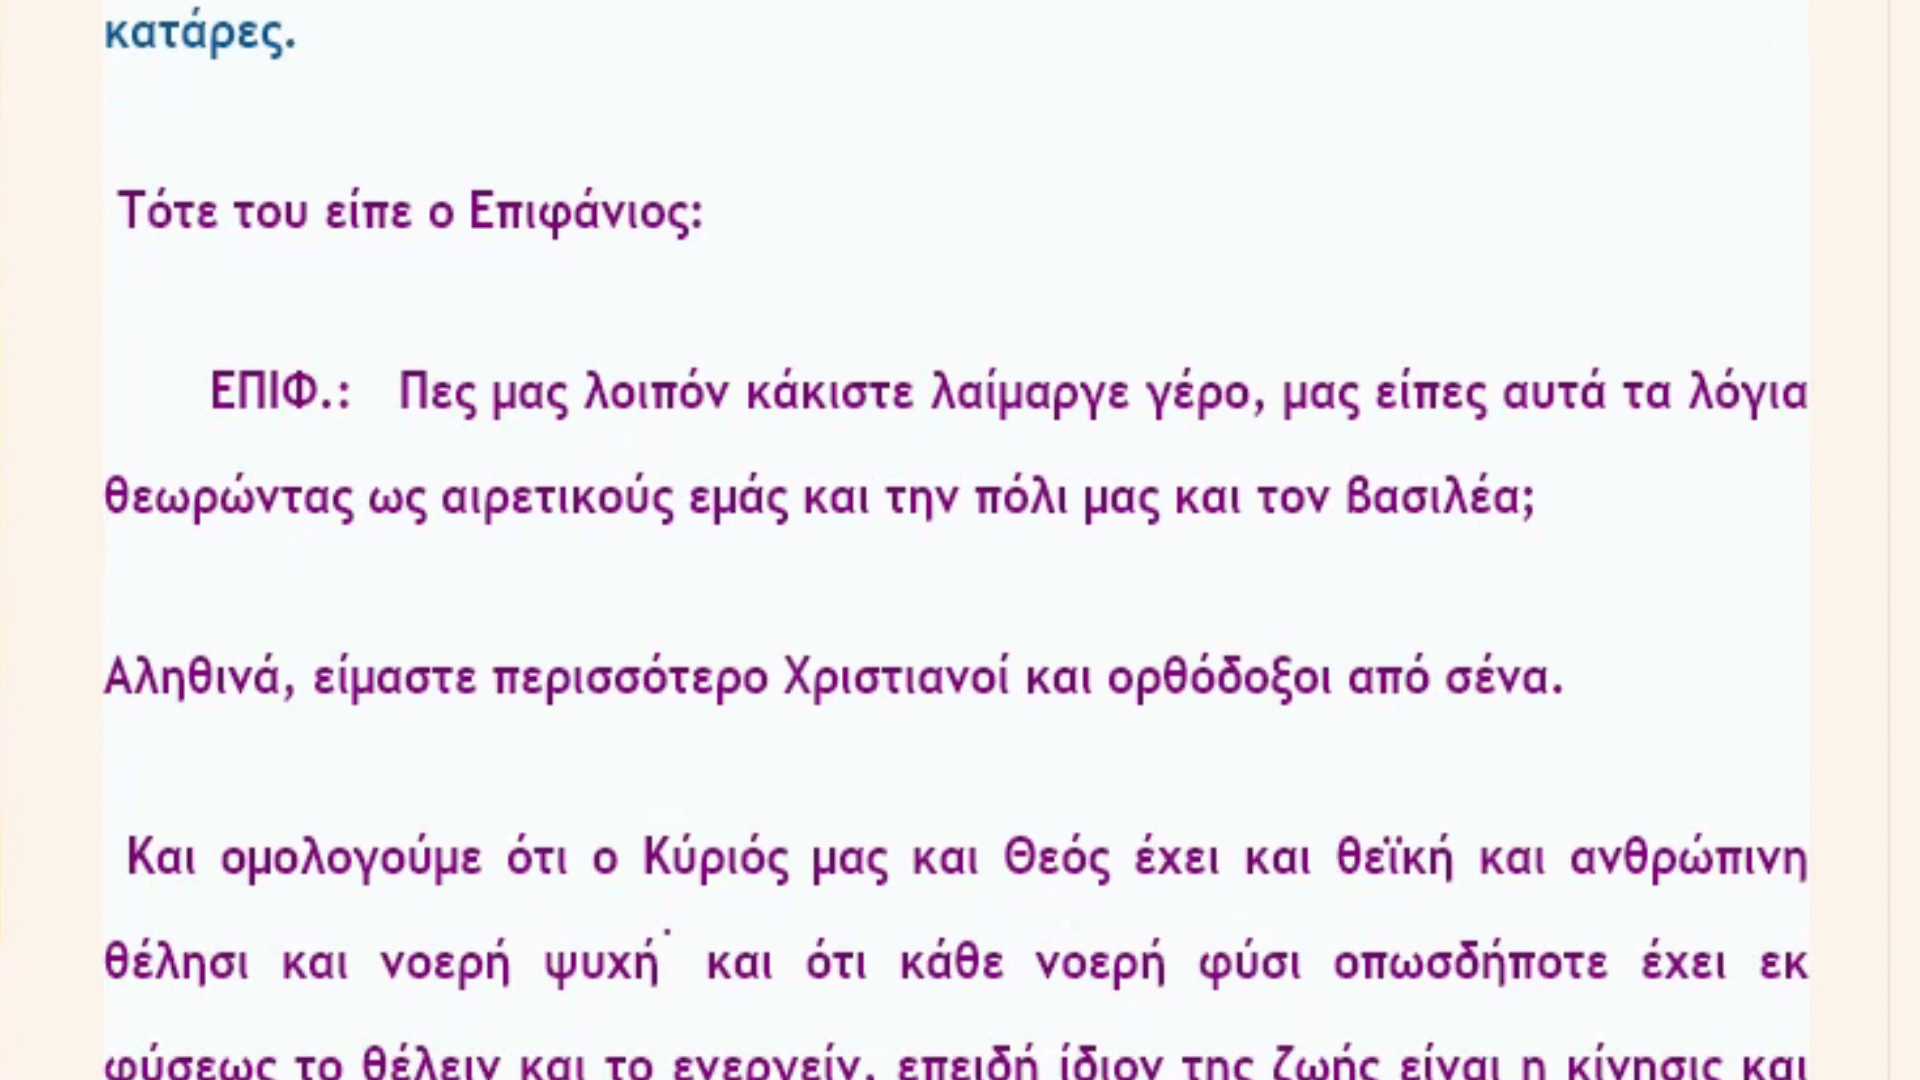 κατάρες.
Τότε του είπε ο Επιφάνιος:
ΕΠΙΦ.: Πες μας λοιπόν κάκιστε λαίμαργε γέρο, μας είπες αυτά τα λόγια
θεωρώντας ως αιρετικούς εμάς και την πόλι μας και τον βασιλέα;
Αληθινά, είμαστε περισσότερο Χριστιανοί και ορθόδοξοι από σένα.
Και ομολογούμε ότι ο Κύριός μας και Θεός έχει και θεϊκή και ανθρώπινη
θέλησι και νοερή ψυχή˙ και ότι κάθε νοερή φύσι οπωσδήποτε έχει εκ
φύσεως το θέλειν και το ενεργείν, επειδή ίδιον της ζωής είναι η κίνησις και